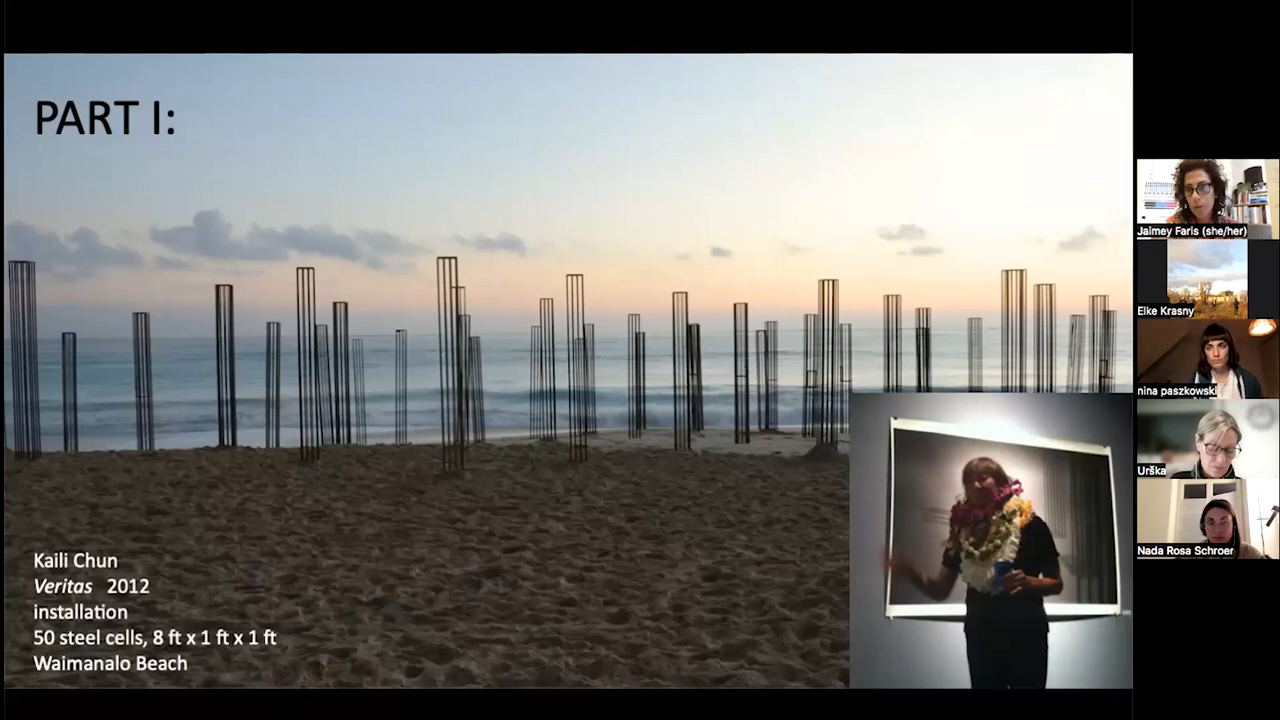 PART I:
Kaili Chun
Veritas 2012
installation
50 steel cells, 8 ft x 1 ft x 1 ft
Waimanalo Beach
Jaimey Faris (she/her)
Elke Krasny
nina paszkowski
Urška
Nada Rosa Schroer